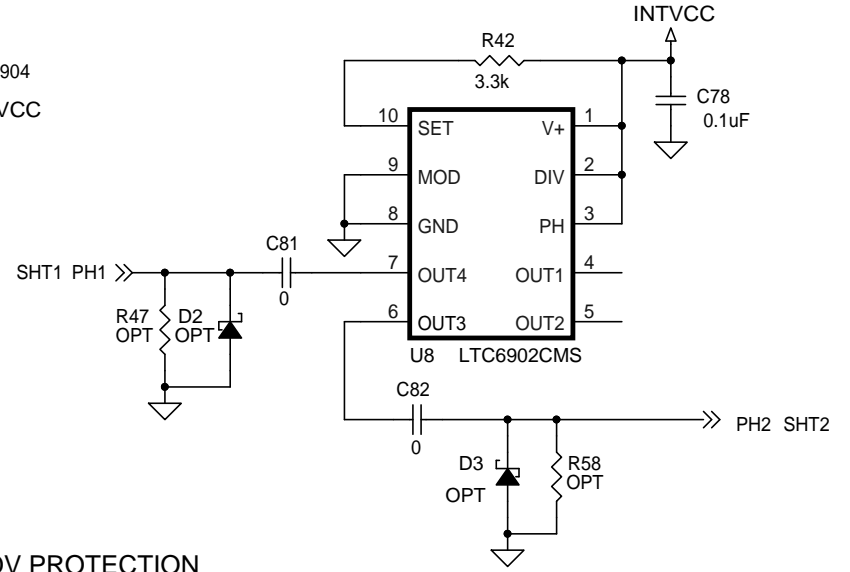 INTVCC
R42
3.3k
904
VCC
C78
0.1uF
10
SET
V+
1
9
MOD
DIV
2
8
GND
PH
3
C81
SHT1 PH1
7
OUT4
OUT1
4
0
R47
OPT
D2
OPT
6
OUT3
OUT2
5
U8 LTC6902CMS
C82
0
PH2 SHT2
D3
OPT
R58
OPT
OV PROTECTION